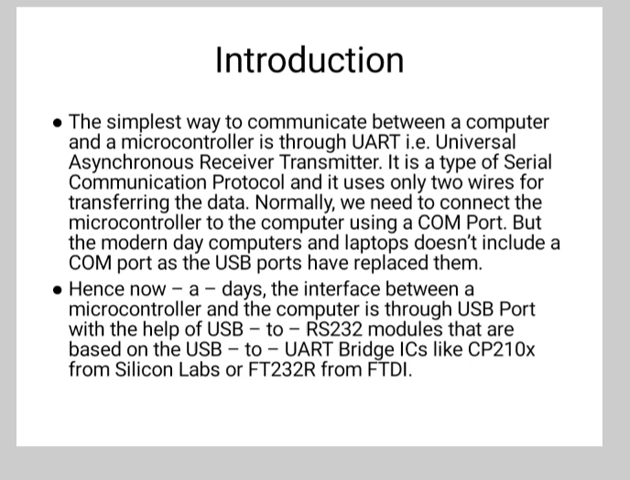 Introduction
● The simplest way to communicate between a computer
and a microcontroller is through UART i.e. Universal
Asynchronous Receiver Transmitter. It is a type of Serial
Communication Protocol and it uses only two wires for
transferring the data. Normally, we need to connect the
microcontroller to the computer using a COM Port. But
the modern day computers and laptops doesn't include a
COM port as the USB ports have replaced them.
● Hence now – a – days, the interface between a
microcontroller and the computer is through USB Port
with the help of USB – to – RS232 modules that are
based on the USB – to – UART Bridge ICs like CP210x
from Silicon Labs or FT232R from FTDI.